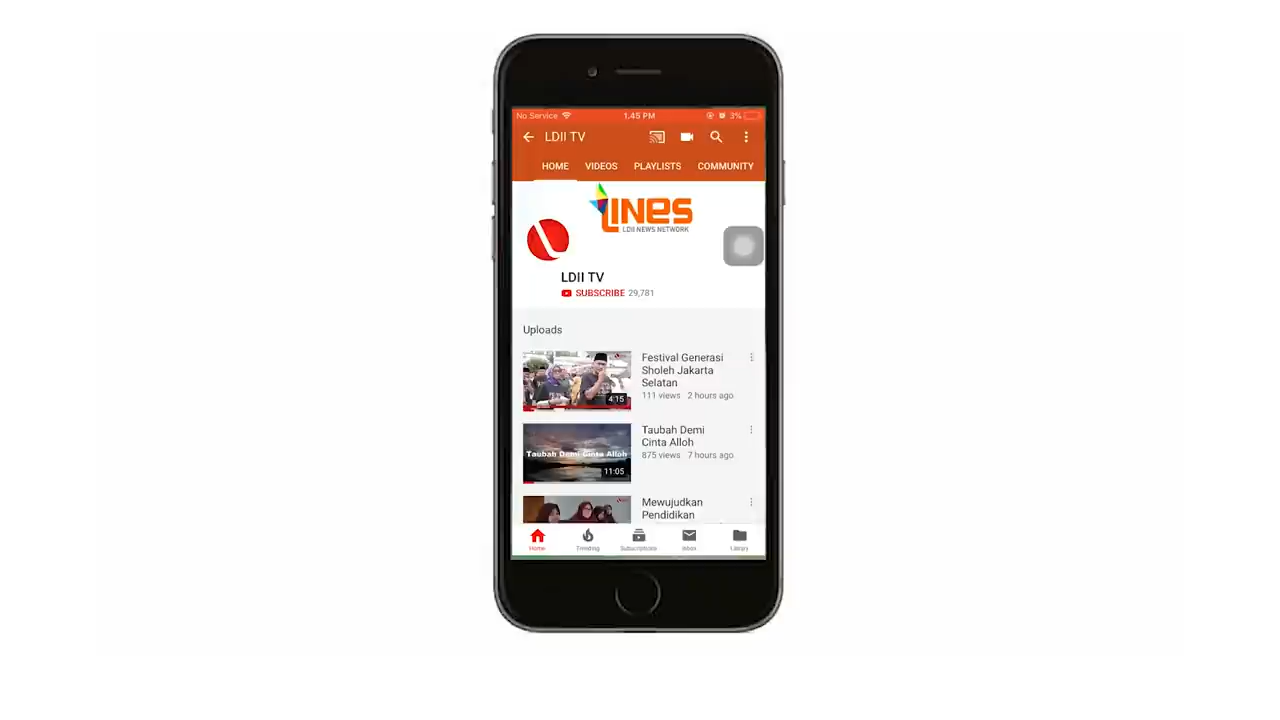 No Service 1.45 PM 3%
LDII TV
HOME VIDEOS PLAYLISTS COMMUNITY
LINES
LDII NEWS NETWORK
LDII TV
SUBSCRIBE 29,781
Uploads
Festival Generasi
Sholeh Jakarta
Selatan
111 views 2 hours ago
4:15
Taubah Demi
Cinta Alloh
875 views 7 hours ago
Taubah Demi Cinta Alloh
11:05
Mewujudkan
Pendidikan
Home Trending Subscriptions Inbox Library